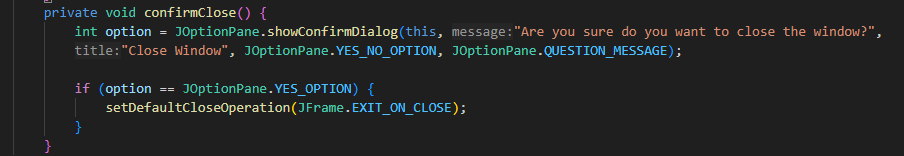 private void confirmClose() {
int option = JOptionPane.showConfirmDialog(this, message:"Are you sure do you want to close the window?",
title:"Close Window", JOptionPane.YES_NO_OPTION, JOptionPane.QUESTION_MESSAGE);
if (option == JOptionPane.YES_OPTION) {
setDefaultCloseOperation(JFrame.EXIT_ON_CLOSE);
}
}